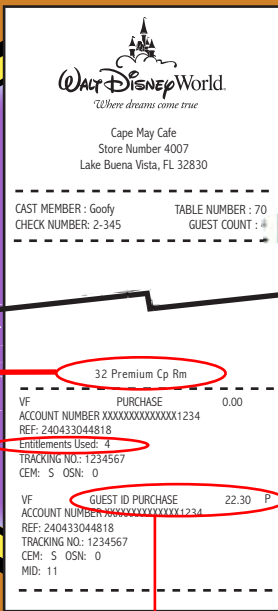 WALT DISNEY World.
Where dreams come true
Cape May Cafe
Store Number 4007
Lake Buena Vista, FL 32830
CAST MEMBER : Goofy TABLE NUMBER : 70
CHECK NUMBER: 2-345 GUEST COUNT : 4
32 Premium Cp Rm
VF PURCHASE 0.00
ACCOUNT NUMBER XXXXXXXXXXXXXX1234
REF: 240433044818
Entitlements Used: 4
TRACKING NO.: 1234567
CEM: S OSN: 0
VF GUEST ID PURCHASE 22.30 P
ACCOUNT NUMBER XXXXXXXXXXXXXX1234
REF: 240433044818
TRACKING NO.: 1234567
CEM: S OSN: 0
MID: 11